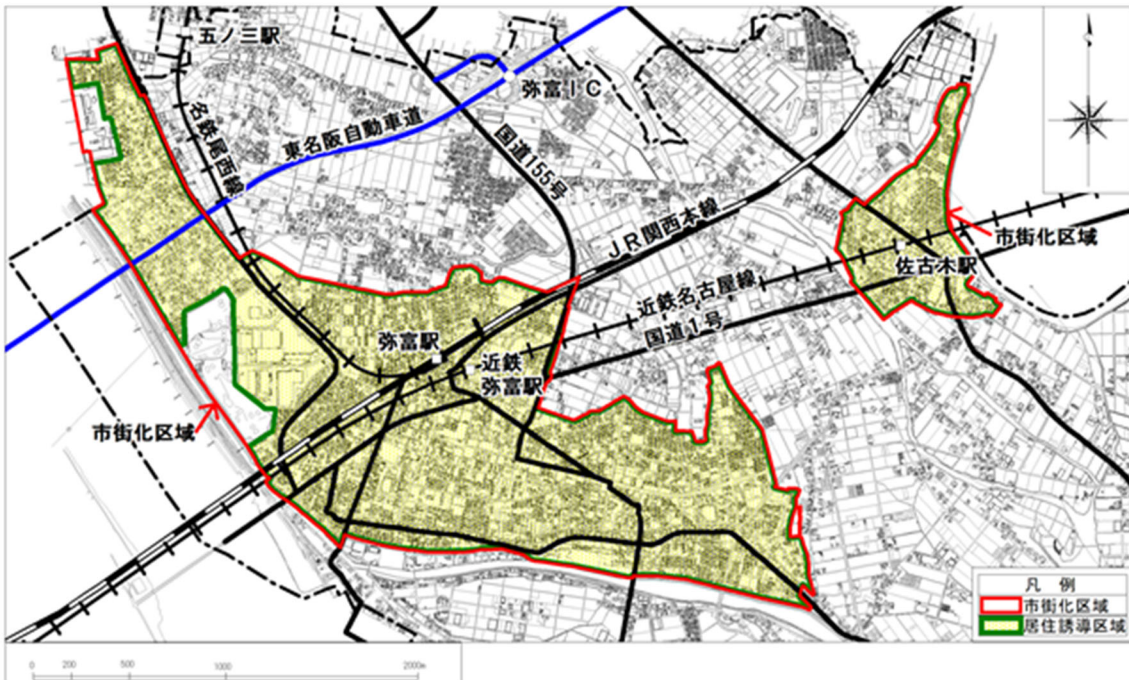 五ノ三駅
弥富IC
名鉄尾西線
東名阪自動車道
国道155号
JR関西本線
市街化区域
佐古木駅
近鉄名古屋線
国道1号
弥富駅
近鉄
弥富駅
市街化区域
凡 例
市街化区域
居住誘導区域
0 200 500 1000 2000m